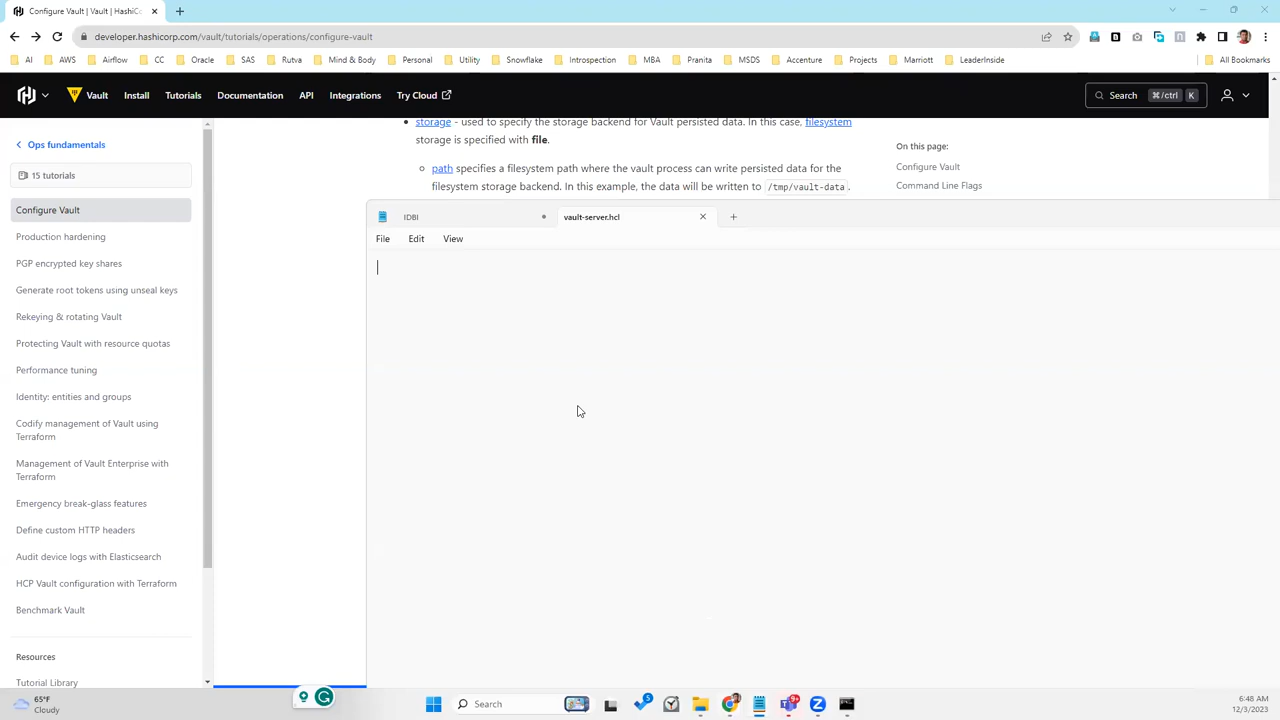 Configure Vault | Vault | HashiCo
developer.hashicorp.com/vault/tutorials/operations/configure-vault
AI AWS Airflow CC Oracle SAS Rutva Mind & Body Personal Utility Snowflake Introspection MBA Pranita MSDS Accenture Projects Marriott LeaderInside All Bookmarks
Vault Install Tutorials Documentation API Integrations Try Cloud Search ⌘/ctrl K
storage - used to specify the storage backend for Vault persisted data. In this case, filesystem
storage is specified with file.
path specifies a filesystem path where the vault process can write persisted data for the
filesystem storage backend. In this example, the data will be written to /tmp/vault-data.
On this page:
Configure Vault
Command Line Flags
Ops fundamentals
15 tutorials
Configure Vault
Production hardening
PGP encrypted key shares
Generate root tokens using unseal keys
Rekeying & rotating Vault
Protecting Vault with resource quotas
Performance tuning
Identity: entities and groups
Codify management of Vault using
Terraform
Management of Vault Enterprise with
Terraform
Emergency break-glass features
Define custom HTTP headers
Audit device logs with Elasticsearch
HCP Vault configuration with Terraform
Benchmark Vault
Resources
Tutorial Library
IDBI vault-server.hcl
File Edit View
65°F
Cloudy
Search
5
9+
6:48 AM
12/3/2023